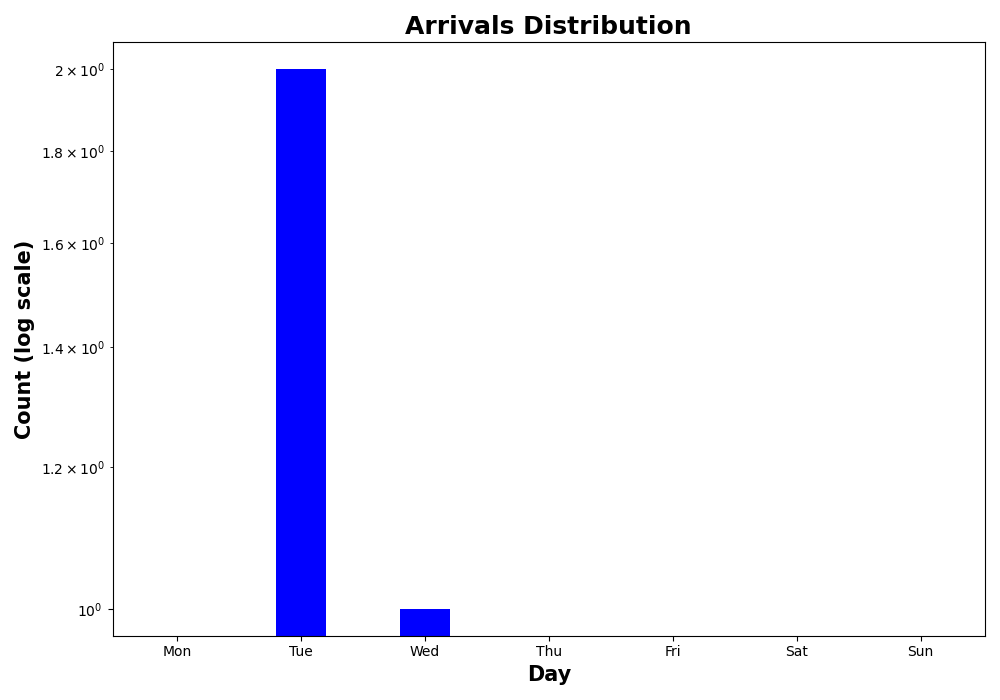 Arrivals Distribution
2 × 10⁰
1.8 × 10⁰
1.6 × 10⁰
1.4 × 10⁰
1.2 × 10⁰
10⁰
Count (log scale)
Mon Tue Wed Thu Fri Sat Sun
Day